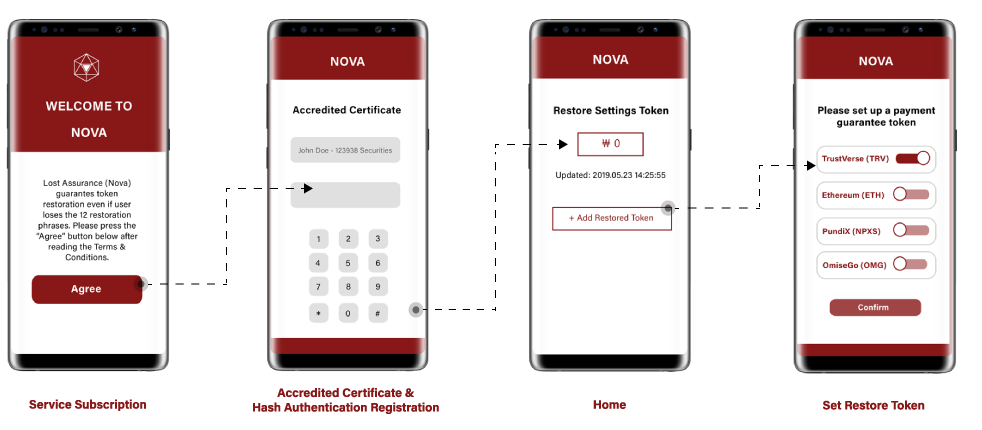 WELCOME TO
NOVA
Lost Assurance (Nova)
guarantes token
restoration even if user
loses the 12 restoration
phrases. Please press the
“Agree” button below after
reading the Terms &
Conditions.
Agree
Service Subscription
NOVA
Accredited Certificate
John Doe - 123938 Securities
1 2 3
4 5 6
7 8 9
* 0 #
Accredited Certificate &
Hash Authentication Registration
NOVA
Restore Settings Token
₩ 0
Updated: 2019.05.23 14:25:55
+ Add Restored Token
Home
NOVA
Please set up a payment
guarantee token
TrustVerse (TRV)
Ethereum (ETH)
PundiX (NPXS)
OmiseGo (OMG)
Confirm
Set Restore Token